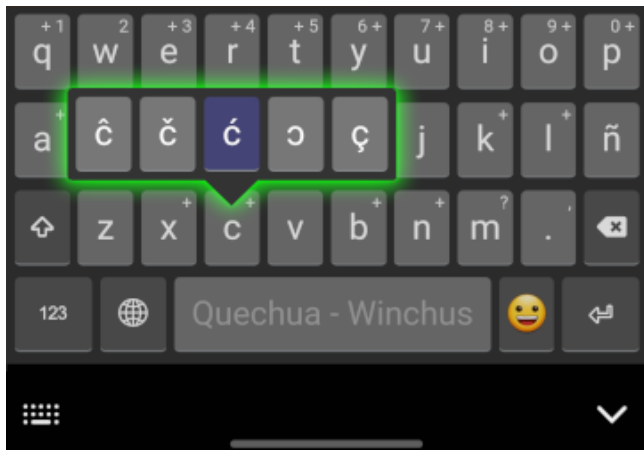 +1 2 +3 +4 +5 6+ 7+ 8+ 9+ 0+
q w e r t y u i o p
+ + +
a ĉ č ć ɔ ç j k l ñ
+ + + + ? ,
z x c v b n m .
123 Quechua - Winchus